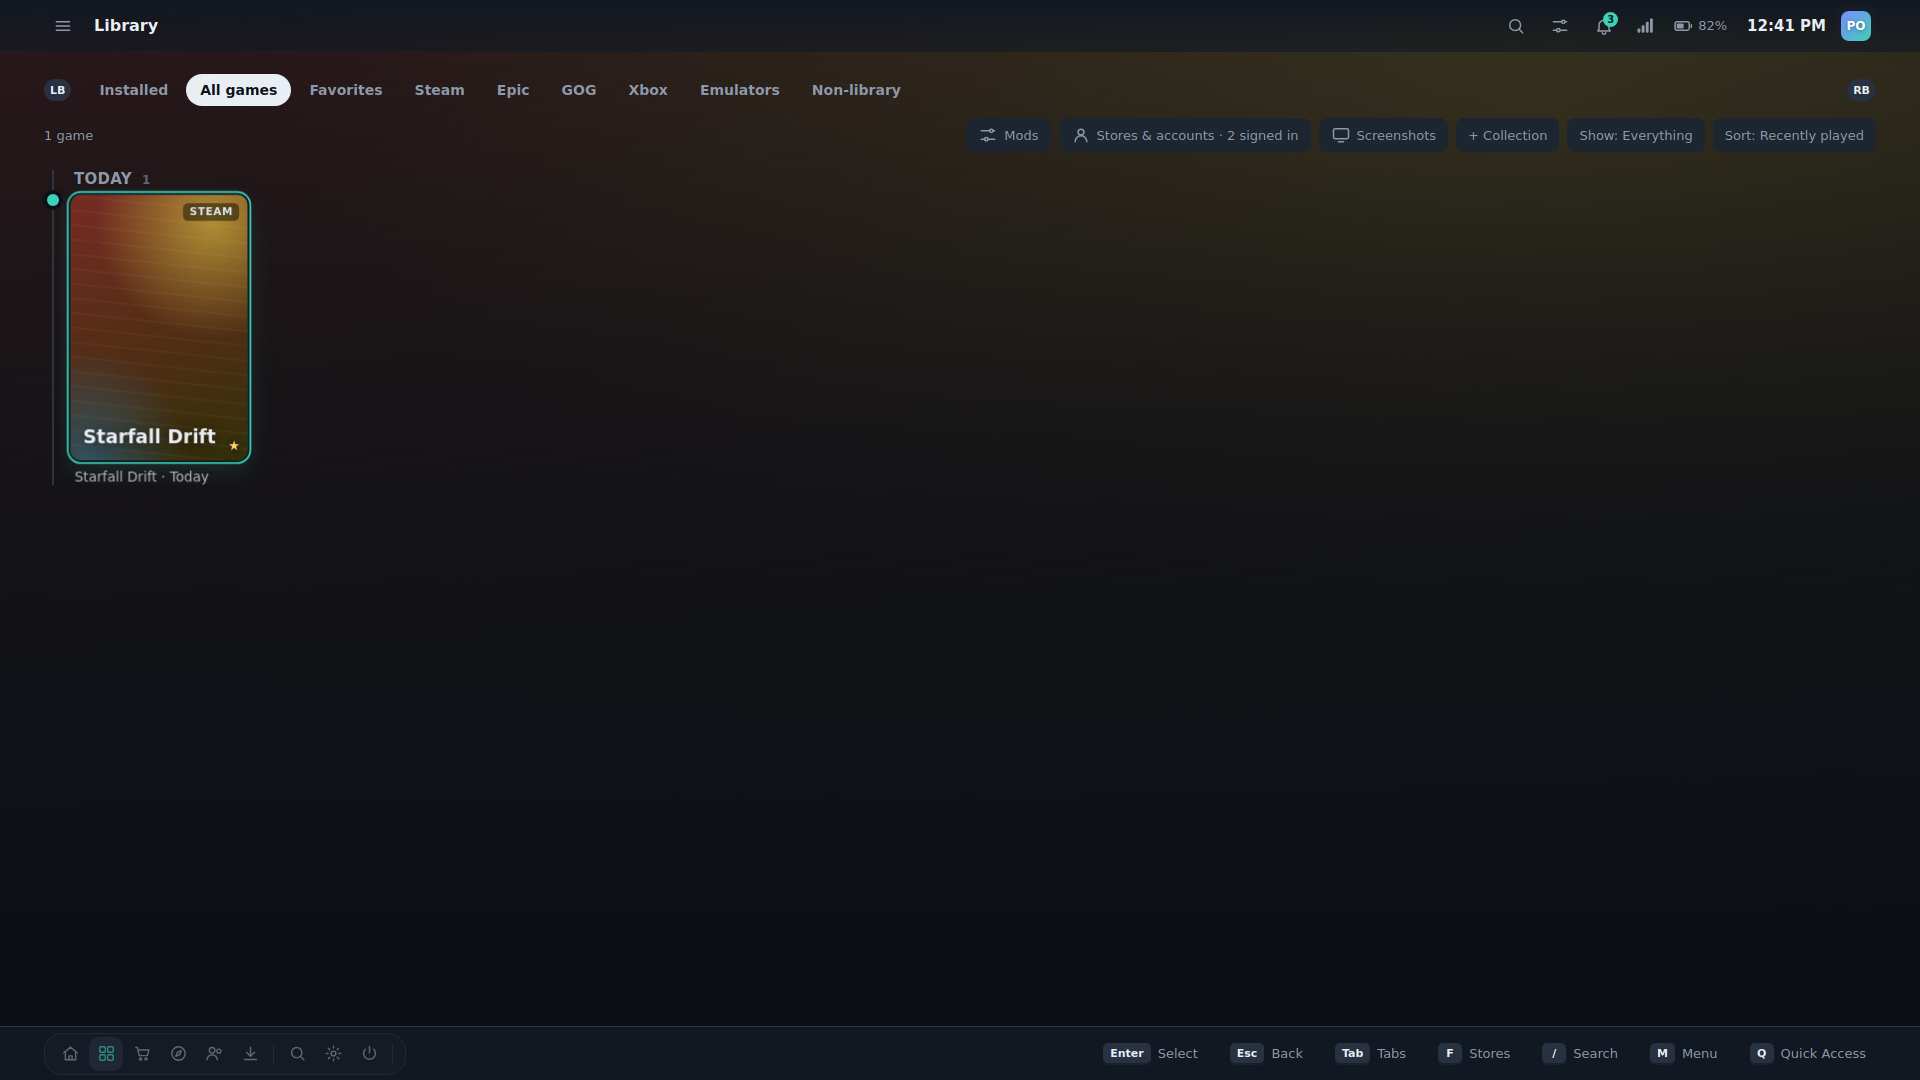 Library
3
82%
12:41 PM
PO
LB
Installed
All games
Favorites
Steam
Epic
GOG
Xbox
Emulators
Non-library
RB
1 game
Mods
Stores & accounts · 2 signed in
Screenshots
+ Collection
Show: Everything
Sort: Recently played
TODAY 1
STEAM
Starfall Drift
Starfall Drift · Today
Enter Select
Esc Back
Tab Tabs
F Stores
/ Search
M Menu
Q Quick Access